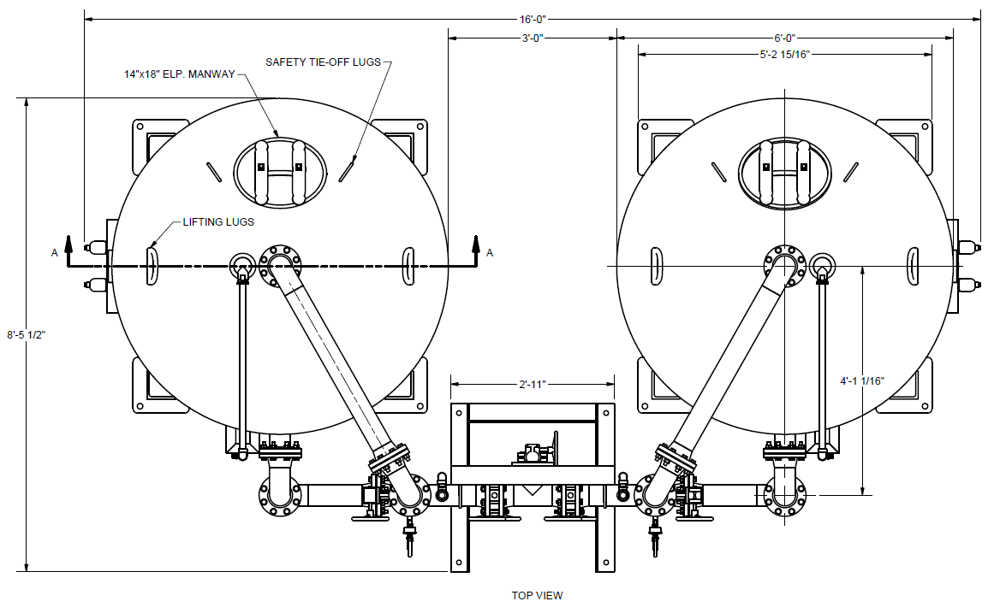 16'-0"
3'-0"
6'-0"
5'-2 15/16"
SAFETY TIE-OFF LUGS
14"x18" ELP. MANWAY
LIFTING LUGS
A
A
8'-5 1/2"
2'-11"
4'-1 1/16"
TOP VIEW